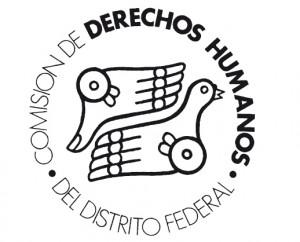 COMISION DE DERECHOS HUMANOS
DEL DISTRITO FEDERAL